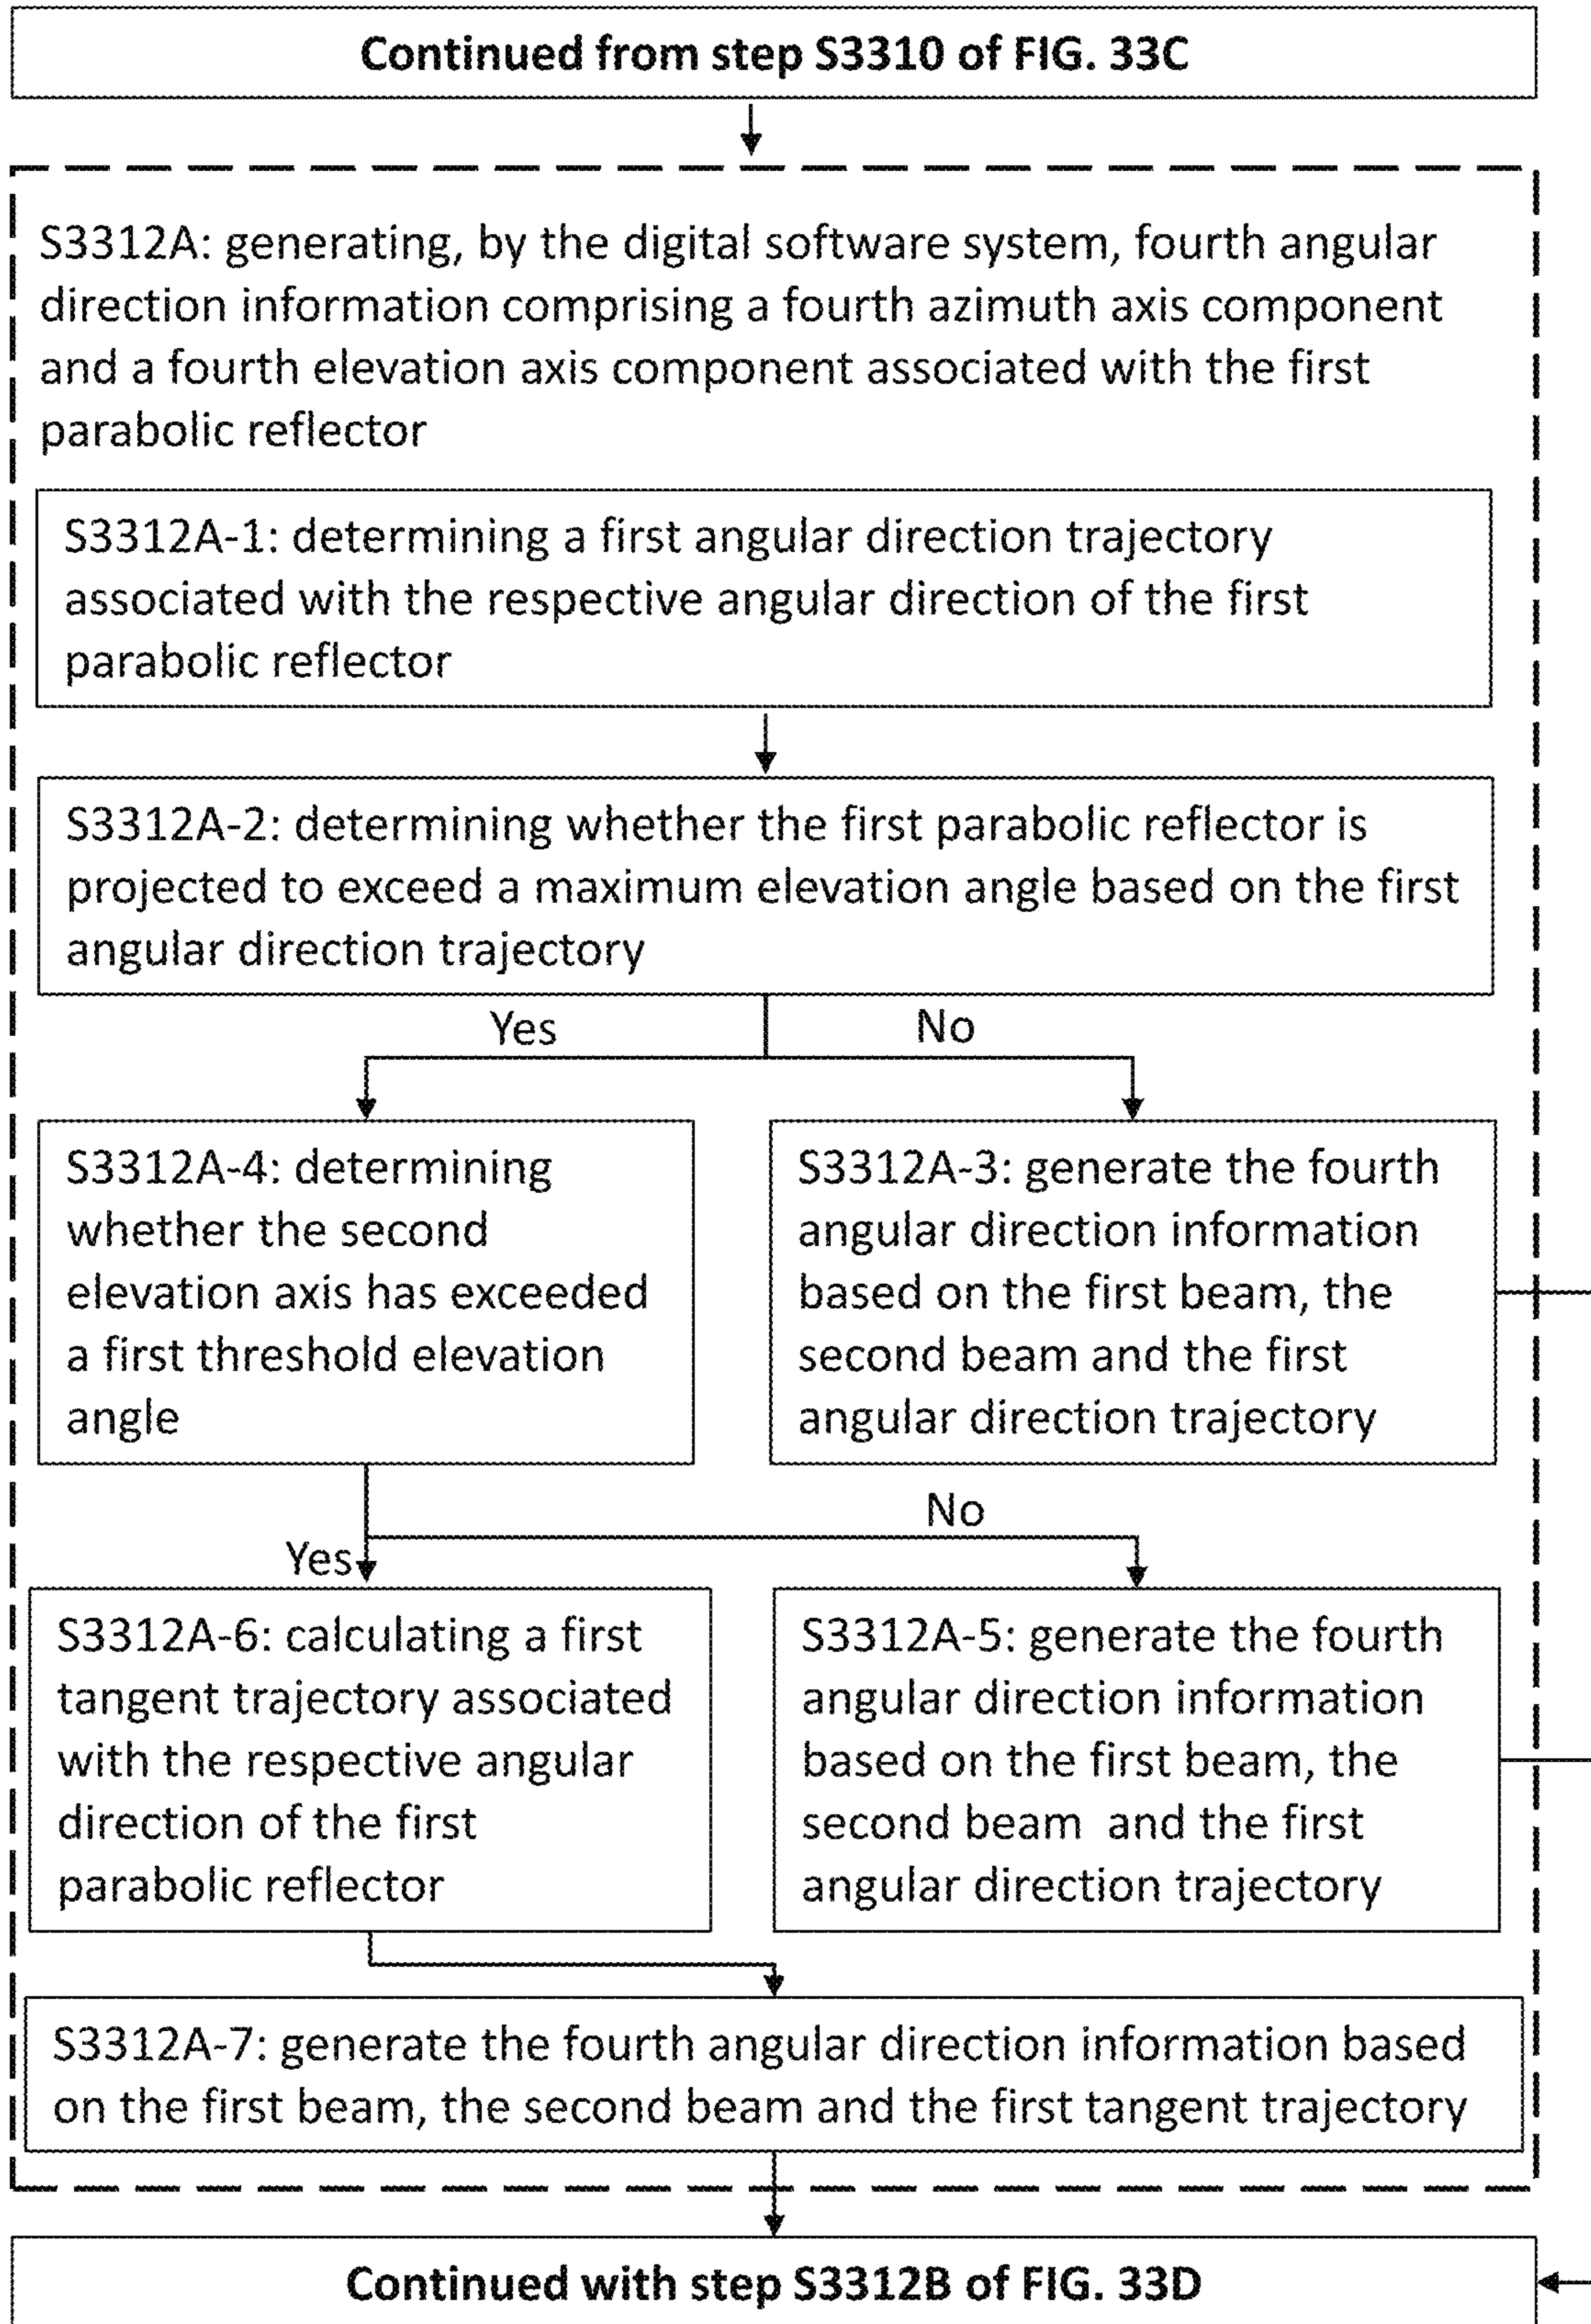 Continued from step S3310 of FIG. 33C
S3312A: generating, by the digital software system, fourth angular
direction information comprising a fourth azimuth axis component
and a fourth elevation axis component associated with the first
parabolic reflector
S3312A-1: determining a first angular direction trajectory
associated with the respective angular direction of the first
parabolic reflector
S3312A-2: determining whether the first parabolic reflector is
projected to exceed a maximum elevation angle based on the first
angular direction trajectory
Yes
No
S3312A-4: determining
whether the second
elevation axis has exceeded
a first threshold elevation
angle
S3312A-3: generate the fourth
angular direction information
based on the first beam, the
second beam and the first
angular direction trajectory
No
Yes
S3312A-6: calculating a first
tangent trajectory associated
with the respective angular
direction of the first
parabolic reflector
S3312A-5: generate the fourth
angular direction information
based on the first beam, the
second beam  and the first
angular direction trajectory
S3312A-7: generate the fourth angular direction information based
on the first beam, the second beam and the first tangent trajectory
Continued with step S3312B of FIG. 33D